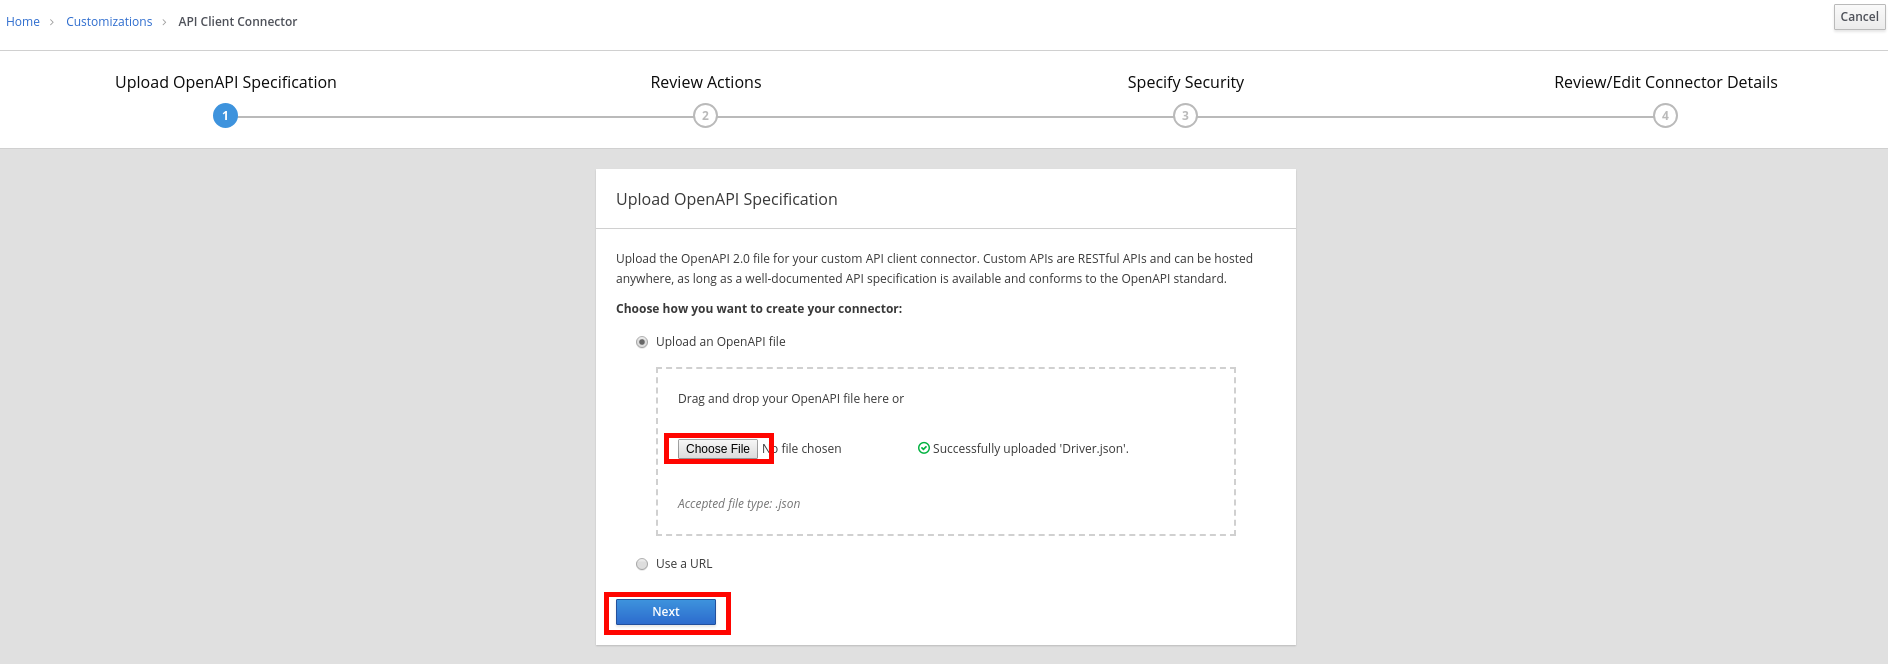 Home > Customizations > API Client Connector
Cancel
Upload OpenAPI Specification
Review Actions
Specify Security
Review/Edit Connector Details
1
2
3
4
Upload OpenAPI Specification
Upload the OpenAPI 2.0 file for your custom API client connector. Custom APIs are RESTful APIs and can be hosted
anywhere, as long as a well-documented API specification is available and conforms to the OpenAPI standard.
Choose how you want to create your connector:
Upload an OpenAPI file
Drag and drop your OpenAPI file here or
Choose File No file chosen
Successfully uploaded 'Driver.json'.
Accepted file type: .json
Use a URL
Next